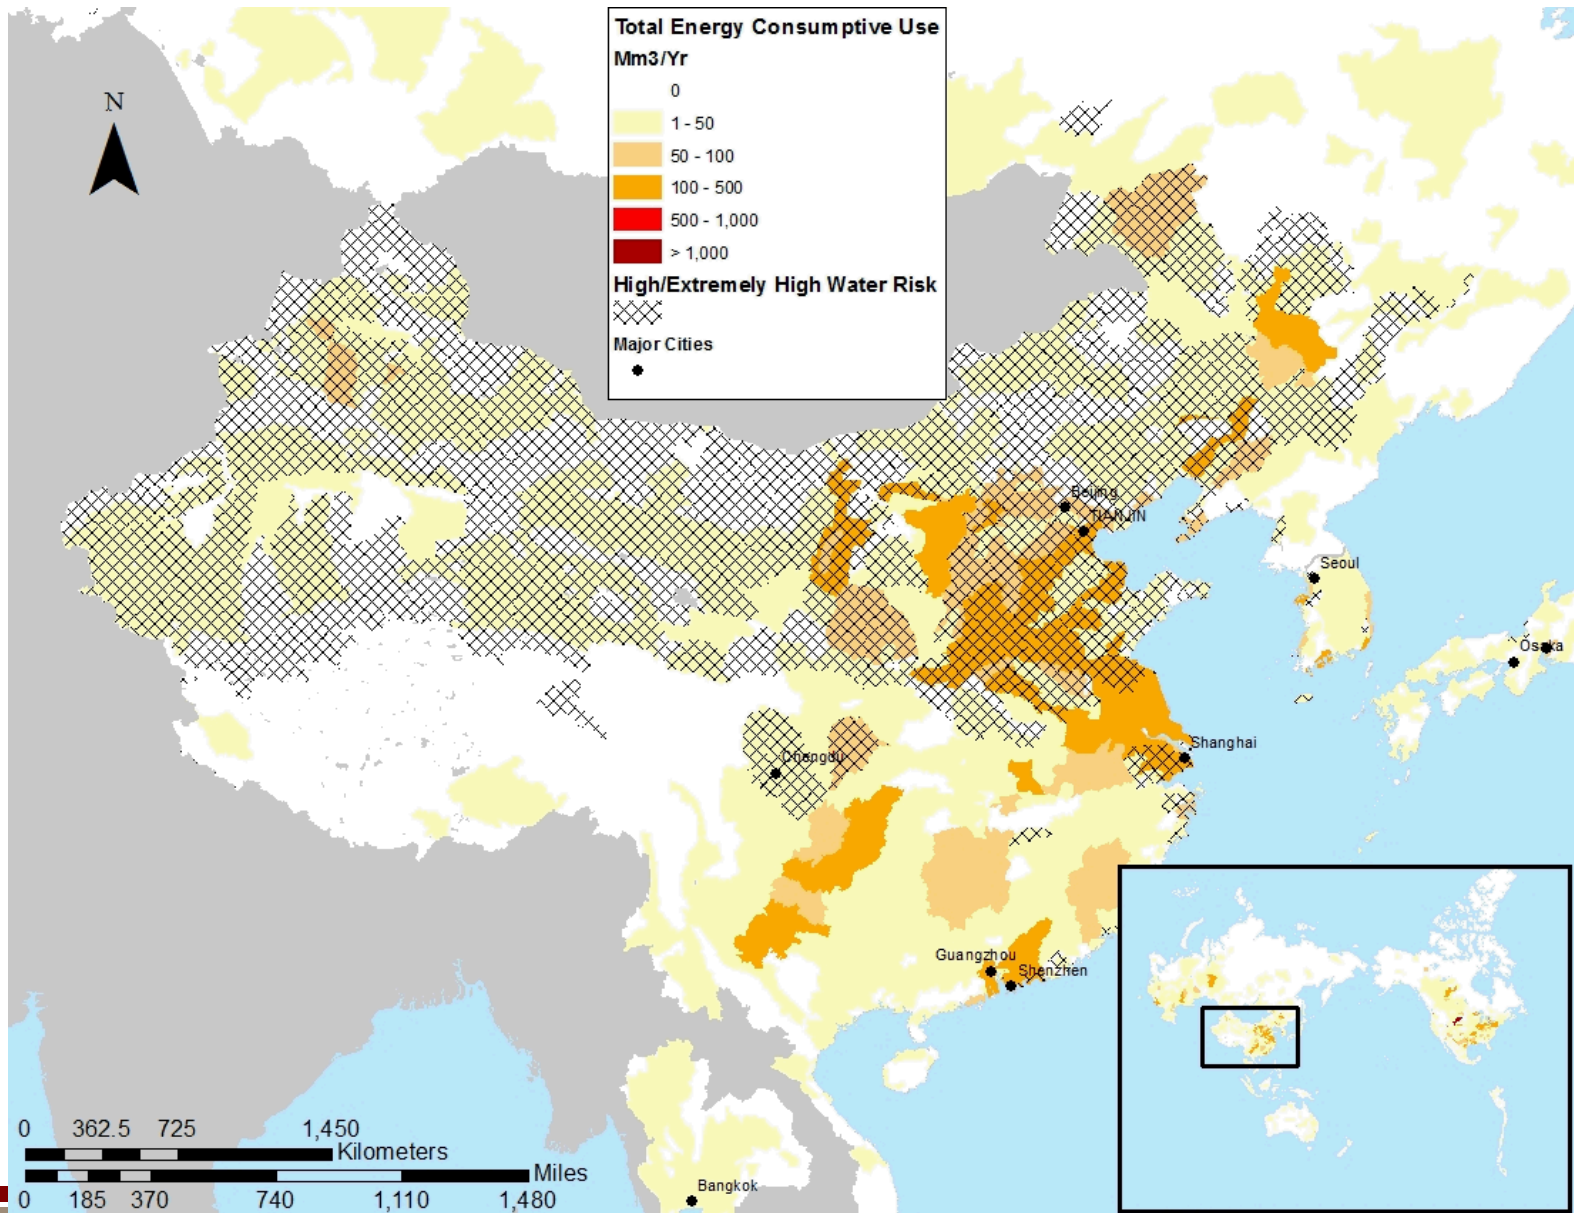 Total Energy Consumptive Use
Mm3/Yr
0
1 - 50
50 - 100
100 - 500
500 - 1,000
> 1,000
High/Extremely High Water Risk
Major Cities
N
Beijing
TIANJIN
Seoul
Osaka
Shanghai
Chengdu
Guangzhou
Shenzhen
Bangkok
0 362.5 725 1,450
Kilometers
Miles
0 185 370 740 1,110 1,480